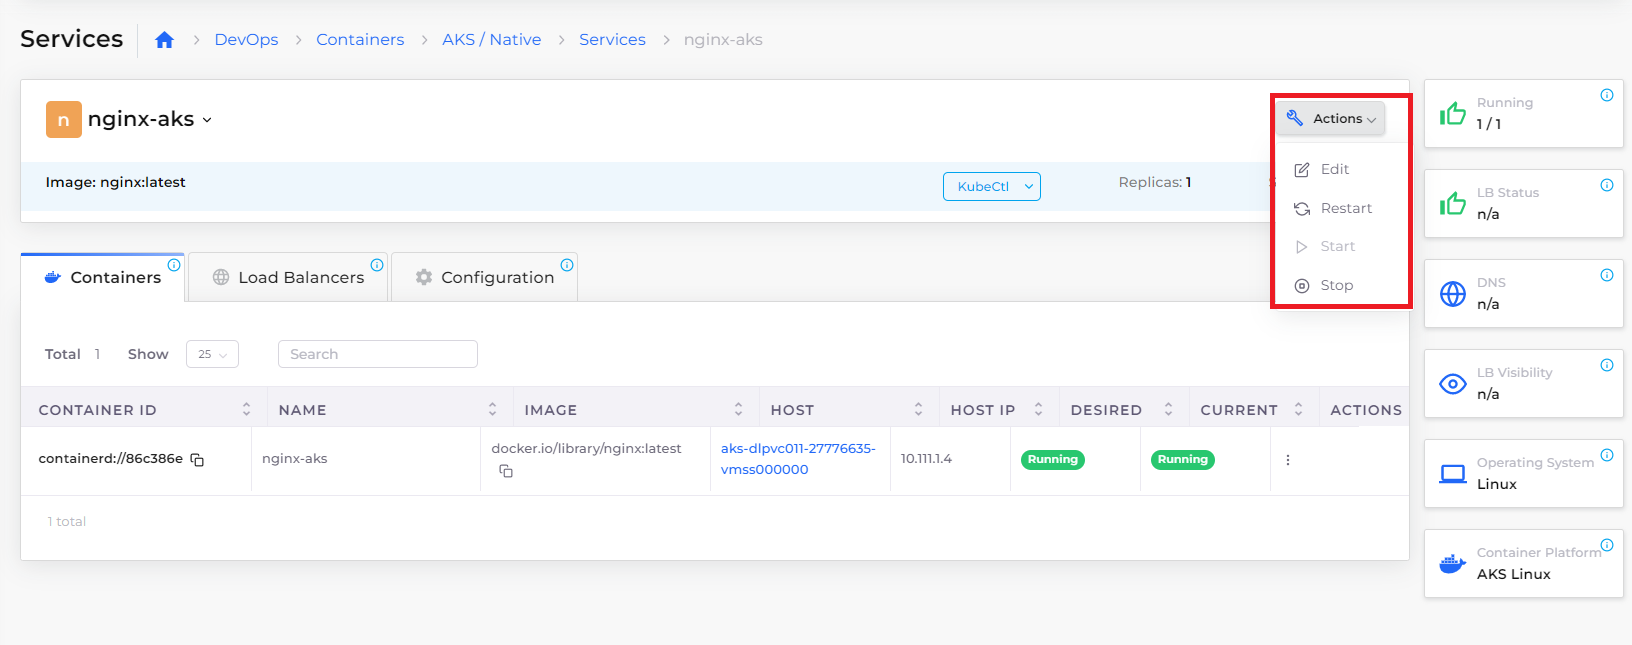 Services
DevOps > Containers > AKS / Native > Services > nginx-aks
n nginx-aks
Actions
Edit
Restart
Start
Stop
Image: nginx:latest
KubeCtl
Replicas: 1
Containers
Load Balancers
Configuration
Total 1 Show 25 Search
CONTAINER ID NAME IMAGE HOST HOST IP DESIRED CURRENT ACTIONS
containerd://86c386e nginx-aks docker.io/library/nginx:latest aks-dlpvc011-27776635-
vmss000000 10.111.1.4 Running Running
1 total
Running
1 / 1
LB Status
n/a
DNS
n/a
LB Visibility
n/a
Operating System
Linux
Container Platform
AKS Linux